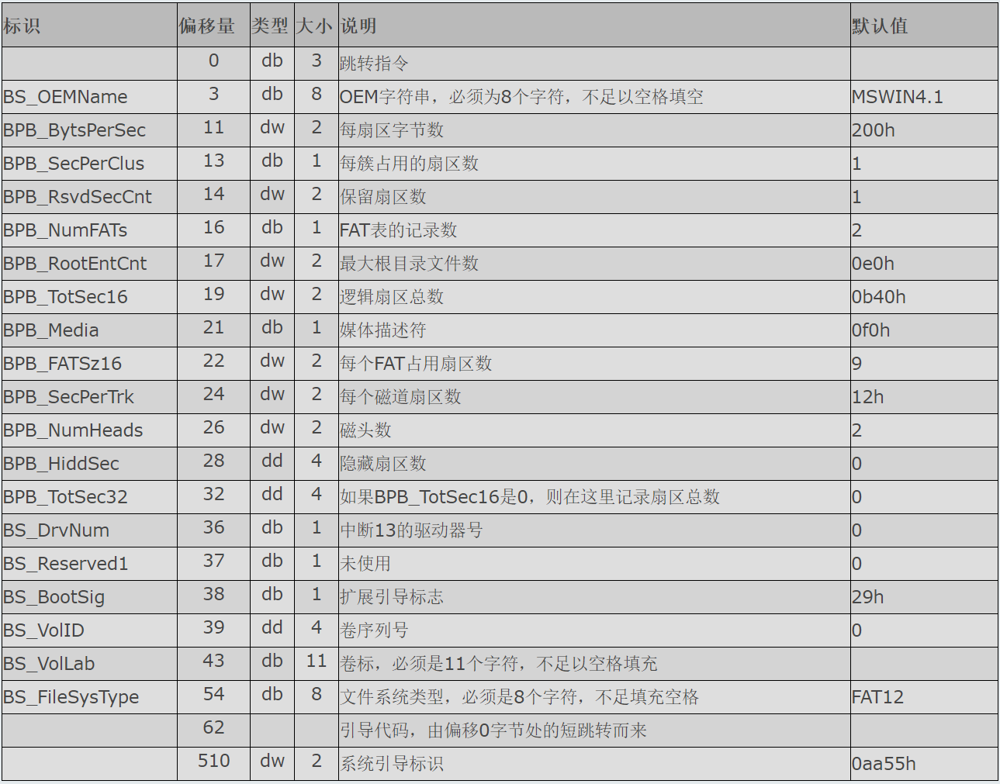 标识 偏移量 类型 大小 说明 默认值
0 db 3 跳转指令
BS_OEMName 3 db 8 OEM字符串，必须为8个字符，不足以空格填空 MSWIN4.1
BPB_BytsPerSec 11 dw 2 每扇区字节数 200h
BPB_SecPerClus 13 db 1 每簇占用的扇区数 1
BPB_RsvdSecCnt 14 dw 2 保留扇区数 1
BPB_NumFATs 16 db 1 FAT表的记录数 2
BPB_RootEntCnt 17 dw 2 最大根目录文件数 0e0h
BPB_TotSec16 19 dw 2 逻辑扇区总数 0b40h
BPB_Media 21 db 1 媒体描述符 0f0h
BPB_FATSz16 22 dw 2 每个FAT占用扇区数 9
BPB_SecPerTrk 24 dw 2 每个磁道扇区数 12h
BPB_NumHeads 26 dw 2 磁头数 2
BPB_HiddSec 28 dd 4 隐藏扇区数 0
BPB_TotSec32 32 dd 4 如果BPB_TotSec16是0，则在这里记录扇区总数 0
BS_DrvNum 36 db 1 中断13的驱动器号 0
BS_Reserved1 37 db 1 未使用 0
BS_BootSig 38 db 1 扩展引导标志 29h
BS_VolID 39 dd 4 卷序列号 0
BS_VolLab 43 db 11 卷标，必须是11个字符，不足以空格填充
BS_FileSysType 54 db 8 文件系统类型，必须是8个字符，不足填充空格 FAT12
62 引导代码，由偏移0字节处的短跳转而来
510 dw 2 系统引导标识 0aa55h